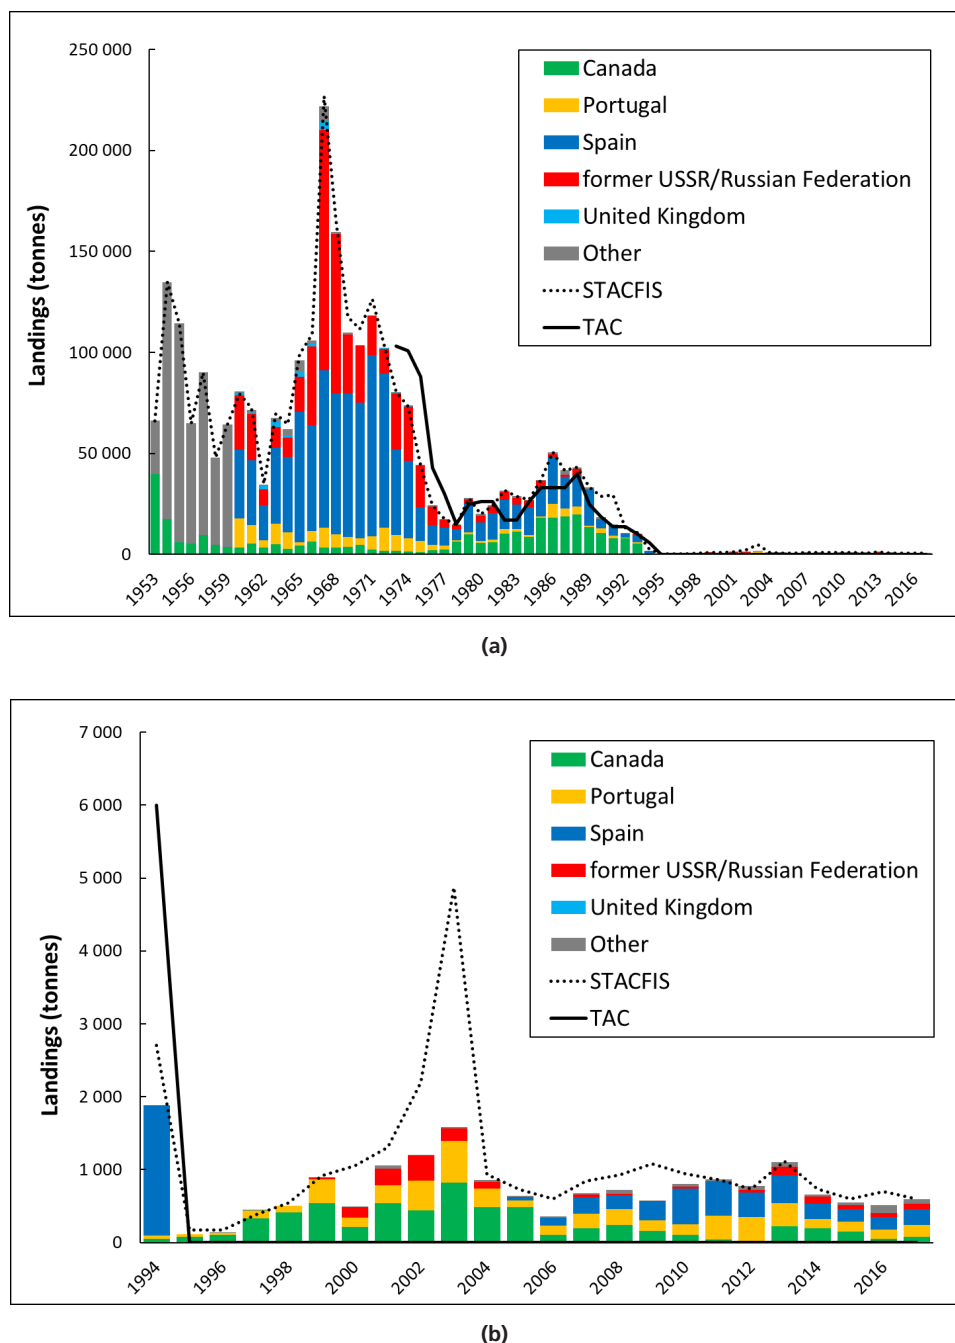 250 000
200 000
150 000
100 000
50 000
0
Landings (tonnes)
Canada
Portugal
Spain
former USSR/Russian Federation
United Kingdom
Other
STACFIS
TAC
1953
1956
1959
1962
1965
1968
1971
1974
1977
1980
1983
1986
1989
1992
1995
1998
2001
2004
2007
2010
2013
2016
(a)
7 000
6 000
5 000
4 000
3 000
2 000
1 000
0
Landings (tonnes)
Canada
Portugal
Spain
former USSR/Russian Federation
United Kingdom
Other
STACFIS
TAC
1994
1996
1998
2000
2002
2004
2006
2008
2010
2012
2014
2016
(b)